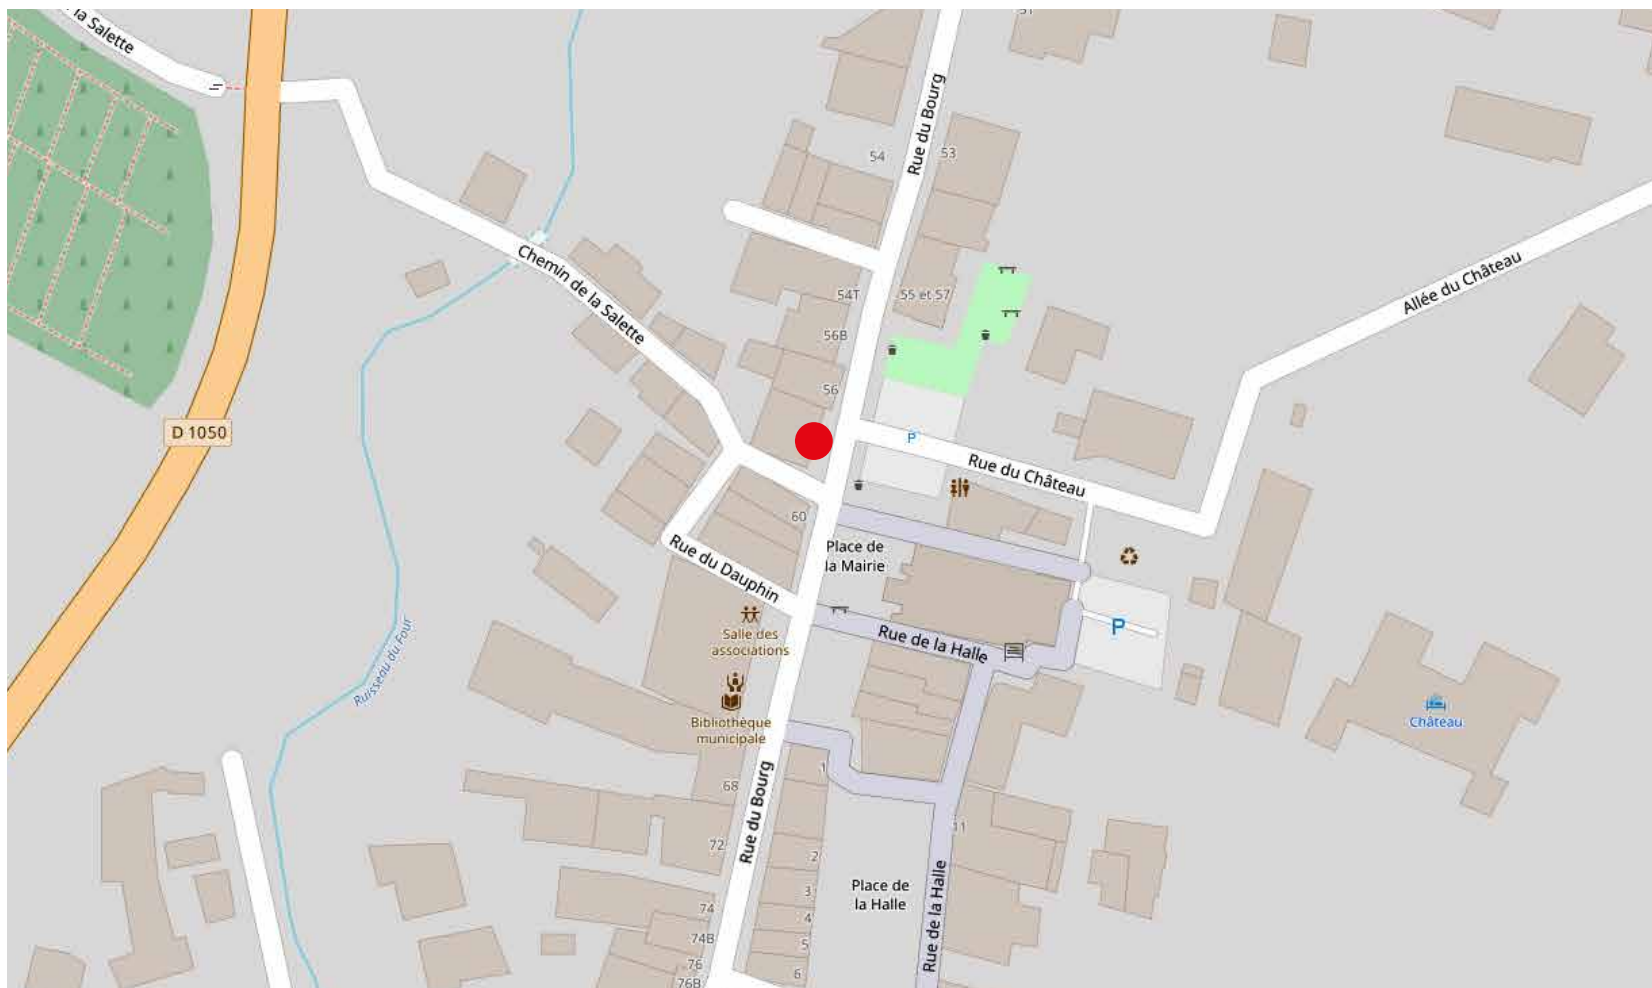 la Salette
51
Rue du Bourg
54
53
Chemin de la Salette
54T
55 et 57
Allée du Château
56B
56
D 1050
P
Rue du Château
60
Place de
la Mairie
Rue du Dauphin
Salle des
associations
Rue de la Halle
P
Ruisseau du Four
Bibliothèque
municipale
Château
1
68
Rue du Bourg
11
72
2
Place de
la Halle
3
74
4
Rue de la Halle
74B
5
76
6
76B